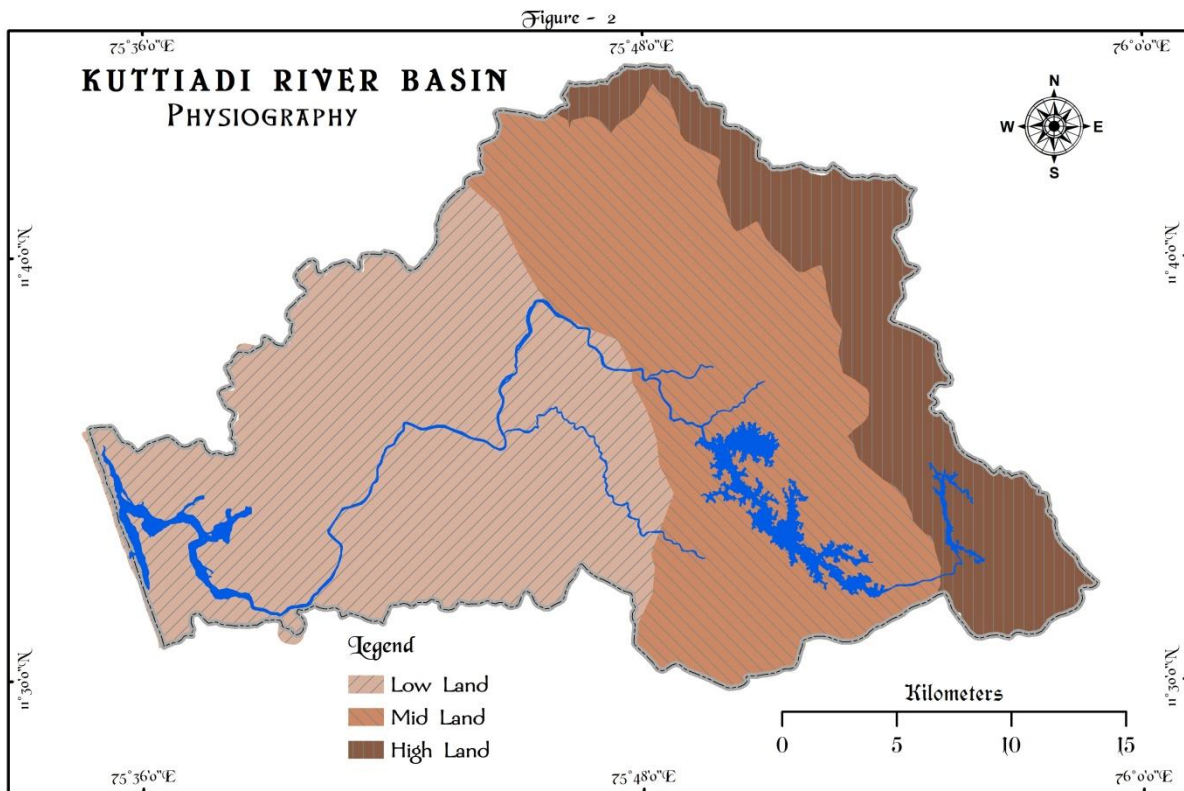 Figure - 2
75°36'0"E
75°48'0"E
76°0'0"E
KUTTIADI RIVER BASIN
PHYSIOGRAPHY
N
W E
S
11°40'0"N
11°40'0"N
Legend
Low Land
Mid Land
High Land
Kilometers
0 5 10 15
11°30'0"N
11°30'0"N
75°36'0"E
75°48'0"E
76°0'0"E